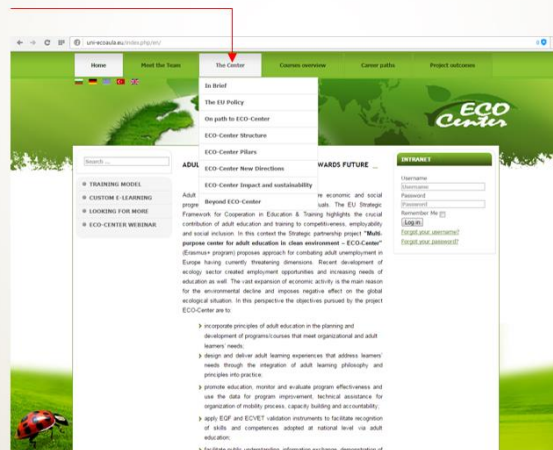 uni-ecoaula.eu/index.php/en/
Home Meet the Team The Center Courses overview Career paths Project outcomes
In Brief
The EU Policy
On path to ECO-Center
ECO-Center Structure
ECO-Center Pilars
ECO-Center New Directions
ECO-Center Impact and sustainability
Beyond ECO-Center
ECO
Center
Search ...
TRAINING MODEL
CUSTOM E-LEARNING
LOOKING FOR MORE
ECO-CENTER WEBINAR
ADUL WARDS FUTURE ...
Adult re economic and social
progre uals. The EU Strategic
Framework for Cooperation in Education & Training highlights the crucial
contribution of adult education and training to competitiveness, employability
and social inclusion. In this context the Strategic partnership project "Multi-
purpose center for adult education in clean environment – ECO-Center"
(Erasmus+ program) proposes approach for combating adult unemployment in
Europe having currently threatening dimensions. Recent development of
ecology sector created employment opportunities and increasing needs of
education as well. The vast expansion of economic activity is the main reason
for the environmental decline and imposes negative effect on the global
ecological situation. In this perspective the objectives pursued by the project
ECO-Center are to:
incorporate principles of adult education in the planning and
development of programs/courses that meet organizational and adult
learners' needs;
design and deliver adult learning experiences that address learners'
needs through the integration of adult learning philosophy and
principles into practice;
promote education, monitor and evaluate program effectiveness and
use the data for program improvement, technical assistance for
organization of mobility process, capacity building and accountability;
apply EQF and ECVET validation instruments to facilitate recognition
of skills and competences adopted at national level via adult
education;
facilitate public understanding, information exchange, demonstration of
INTRANET
Username
Username
Password
Password
Remember Me
Log in
Forgot your username?
Forgot your password?